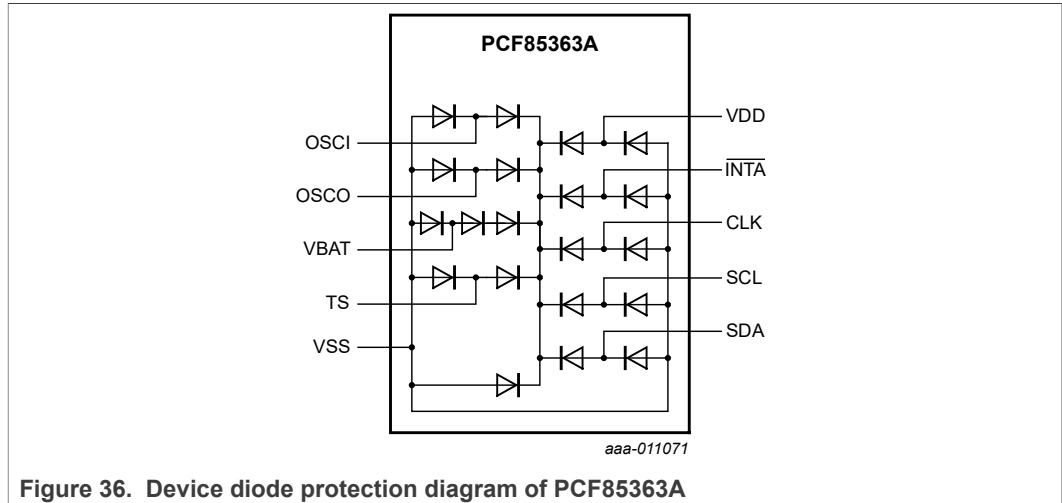 PCF85363A
OSCI
OSCO
VBAT
TS
VSS
VDD
INTA
CLK
SCL
SDA
aaa-011071
Figure 36. Device diode protection diagram of PCF85363A